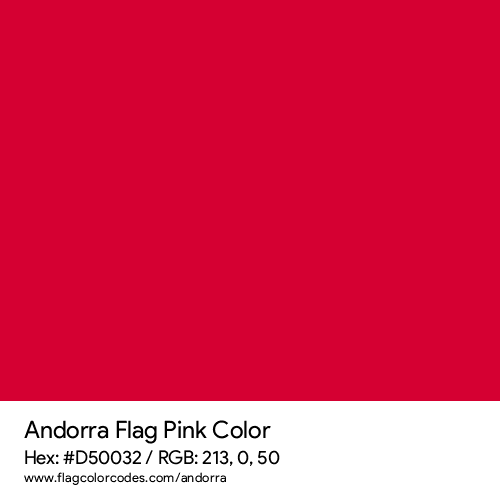 Andorra Flag Pink Color
Hex: #D50032 / RGB: 213, 0, 50
www.flagcolorcodes.com/andorra